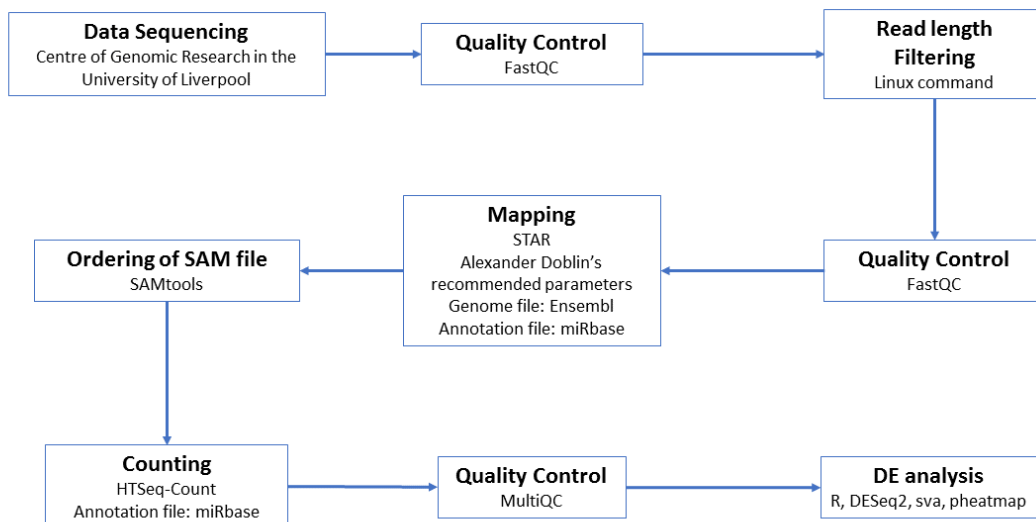 Data Sequencing
Centre of Genomic Research in the
University of Liverpool
Quality Control
FastQC
Read length
Filtering
Linux command
Quality Control
FastQC
Mapping
STAR
Alexander Doblin's
recommended parameters
Genome file: Ensembl
Annotation file: miRbase
Ordering of SAM file
SAMtools
Counting
HTSeq-Count
Annotation file: miRbase
Quality Control
MultiQC
DE analysis
R, DESeq2, sva, pheatmap